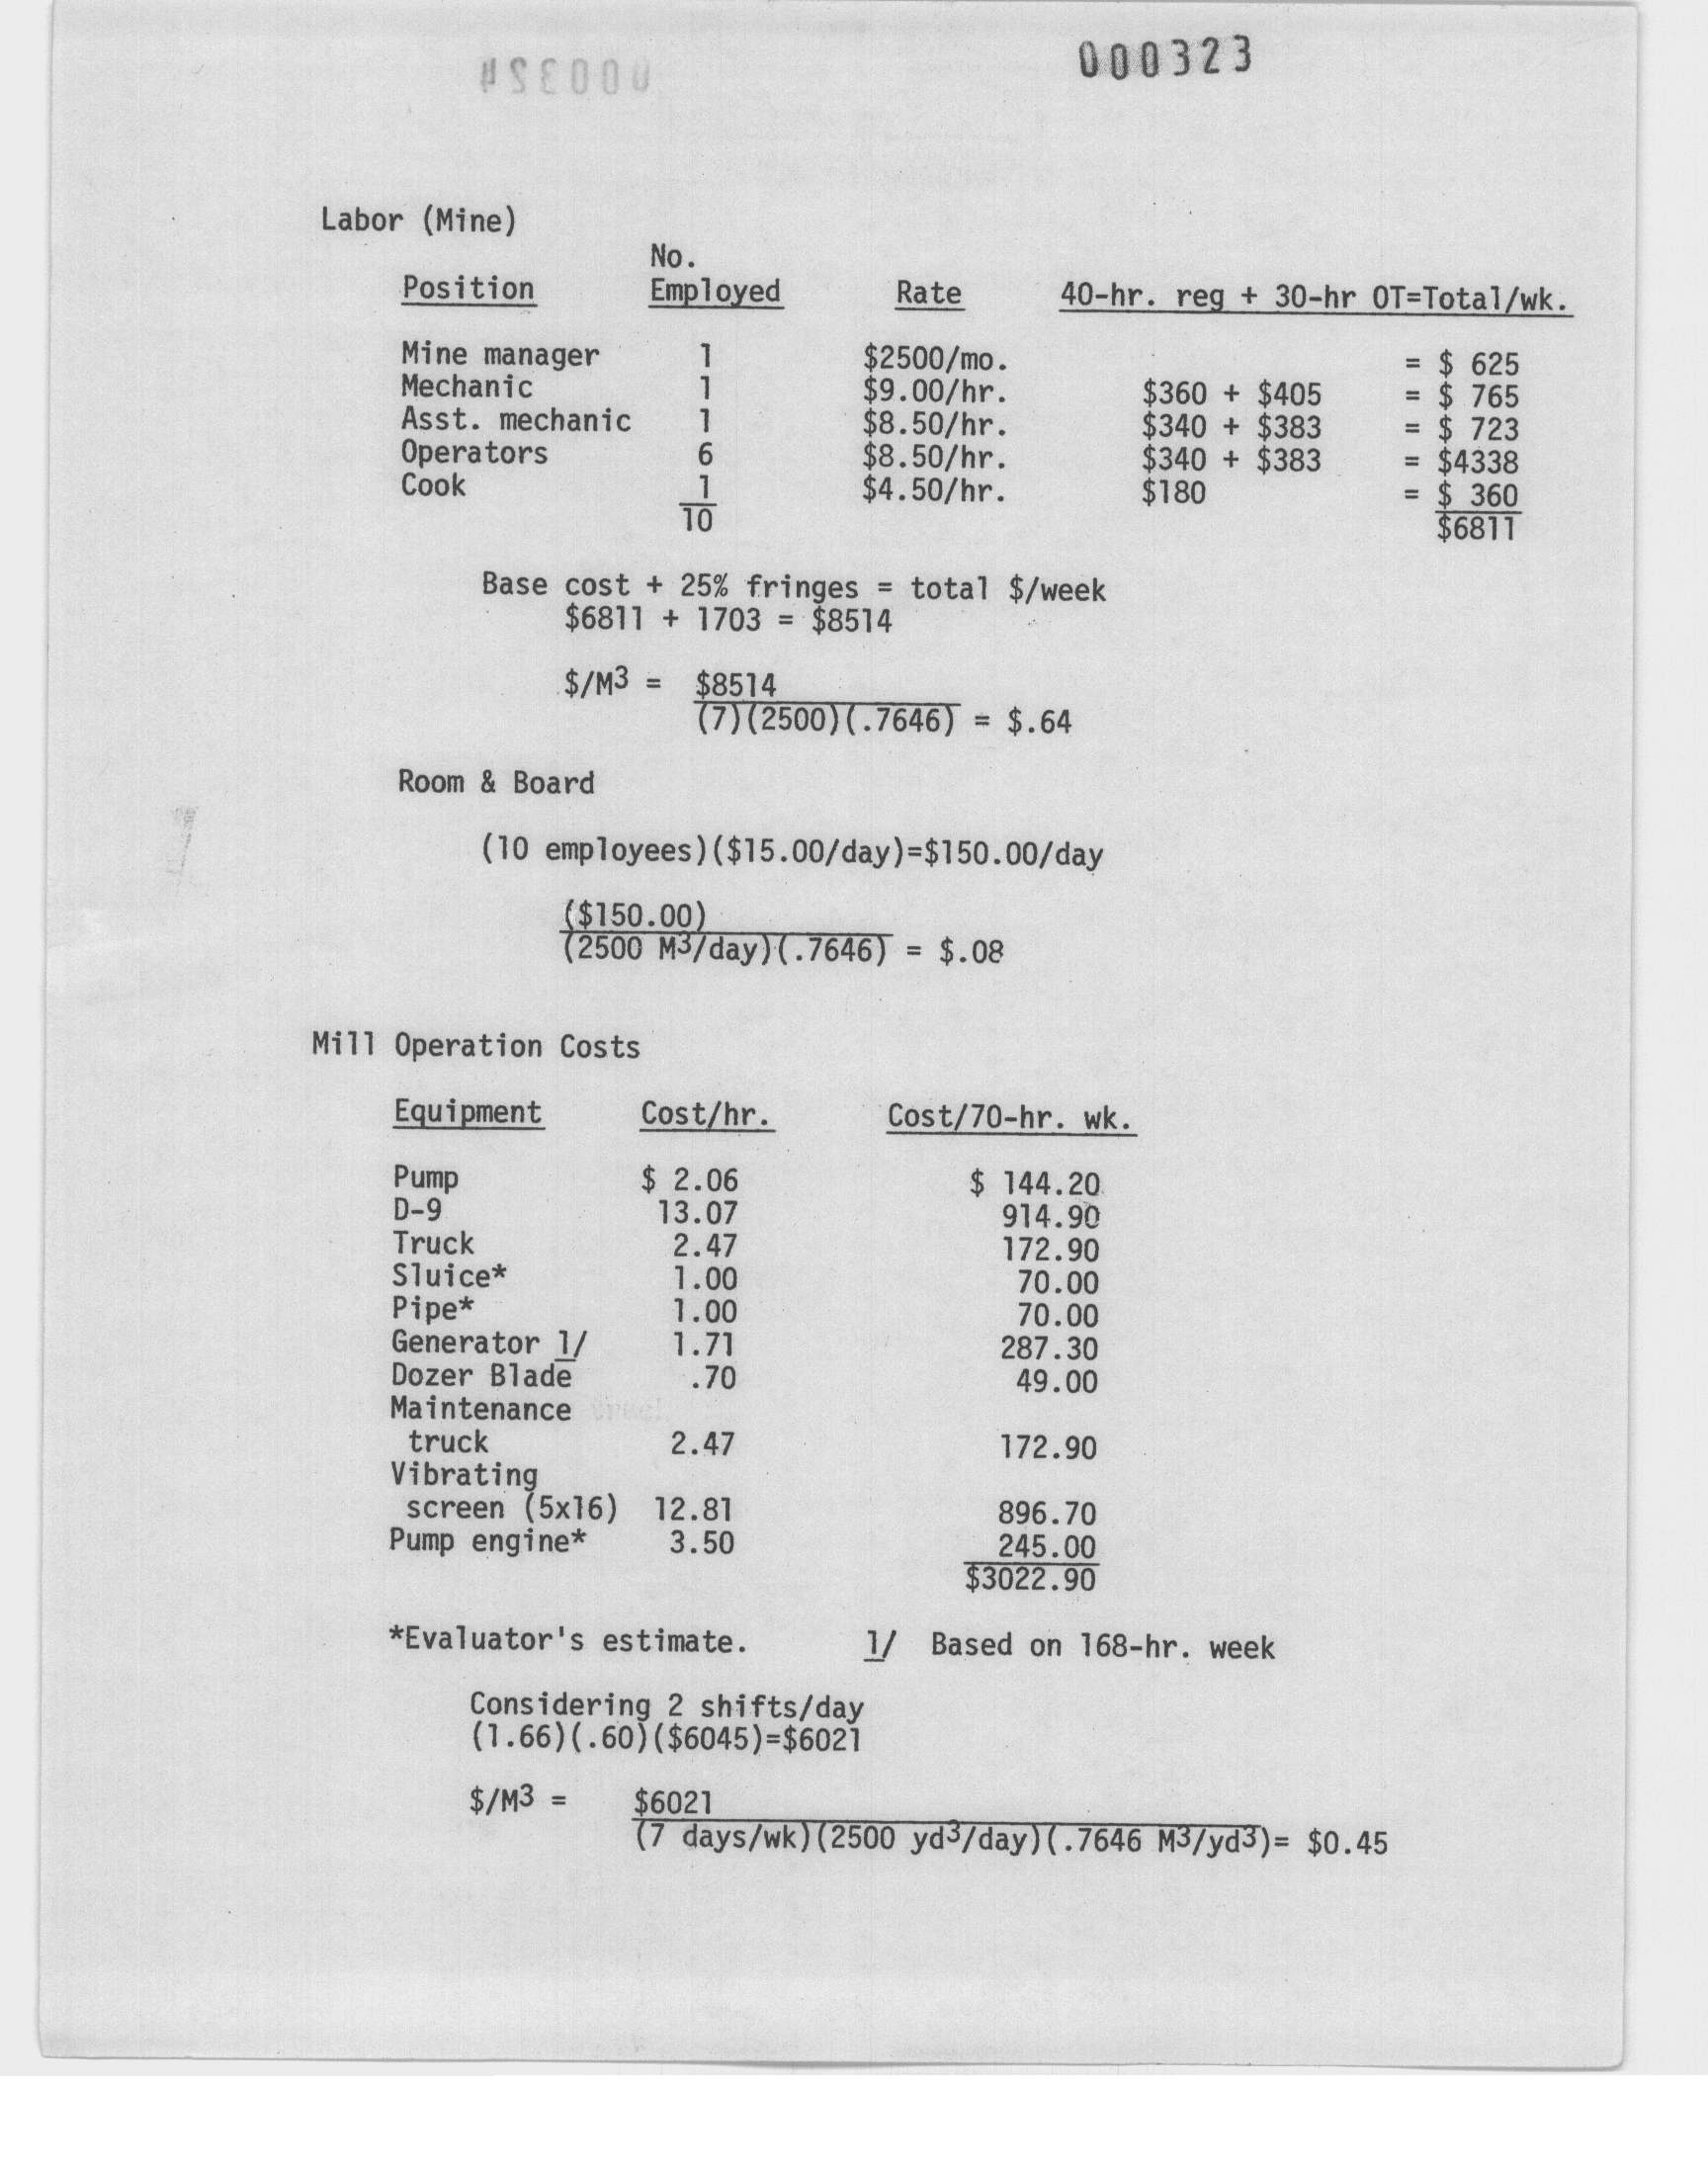 000323
000324
Labor (Mine)
No.
Position Employed Rate 40-hr. reg + 30-hr OT=Total/wk.
Mine manager 1 $2500/mo. = $ 625
Mechanic 1 $9.00/hr. $360 + $405 = $ 765
Asst. mechanic 1 $8.50/hr. $340 + $383 = $ 723
Operators 6 $8.50/hr. $340 + $383 = $4338
Cook 1 $4.50/hr. $180 = $ 360
10 $6811
Base cost + 25% fringes = total $/week
$6811 + 1703 = $8514
$/M3 = $8514
(7)(2500)(.7646) = $.64
Room & Board
(10 employees)($15.00/day)=$150.00/day
($150.00)
(2500 M3/day)(.7646) = $.08
Mill Operation Costs
Equipment Cost/hr. Cost/70-hr. wk.
Pump $ 2.06 $ 144.20
D-9 13.07 914.90
Truck 2.47 172.90
Sluice* 1.00 70.00
Pipe* 1.00 70.00
Generator 1/ 1.71 287.30
Dozer Blade .70 49.00
Maintenance
truck 2.47 172.90
Vibrating
screen (5x16) 12.81 896.70
Pump engine* 3.50 245.00
$3022.90
*Evaluator's estimate. 1/ Based on 168-hr. week
Considering 2 shifts/day
(1.66)(.60)($6045)=$6021
$/M3 = $6021
(7 days/wk)(2500 yd3/day)(.7646 M3/yd3)= $0.45